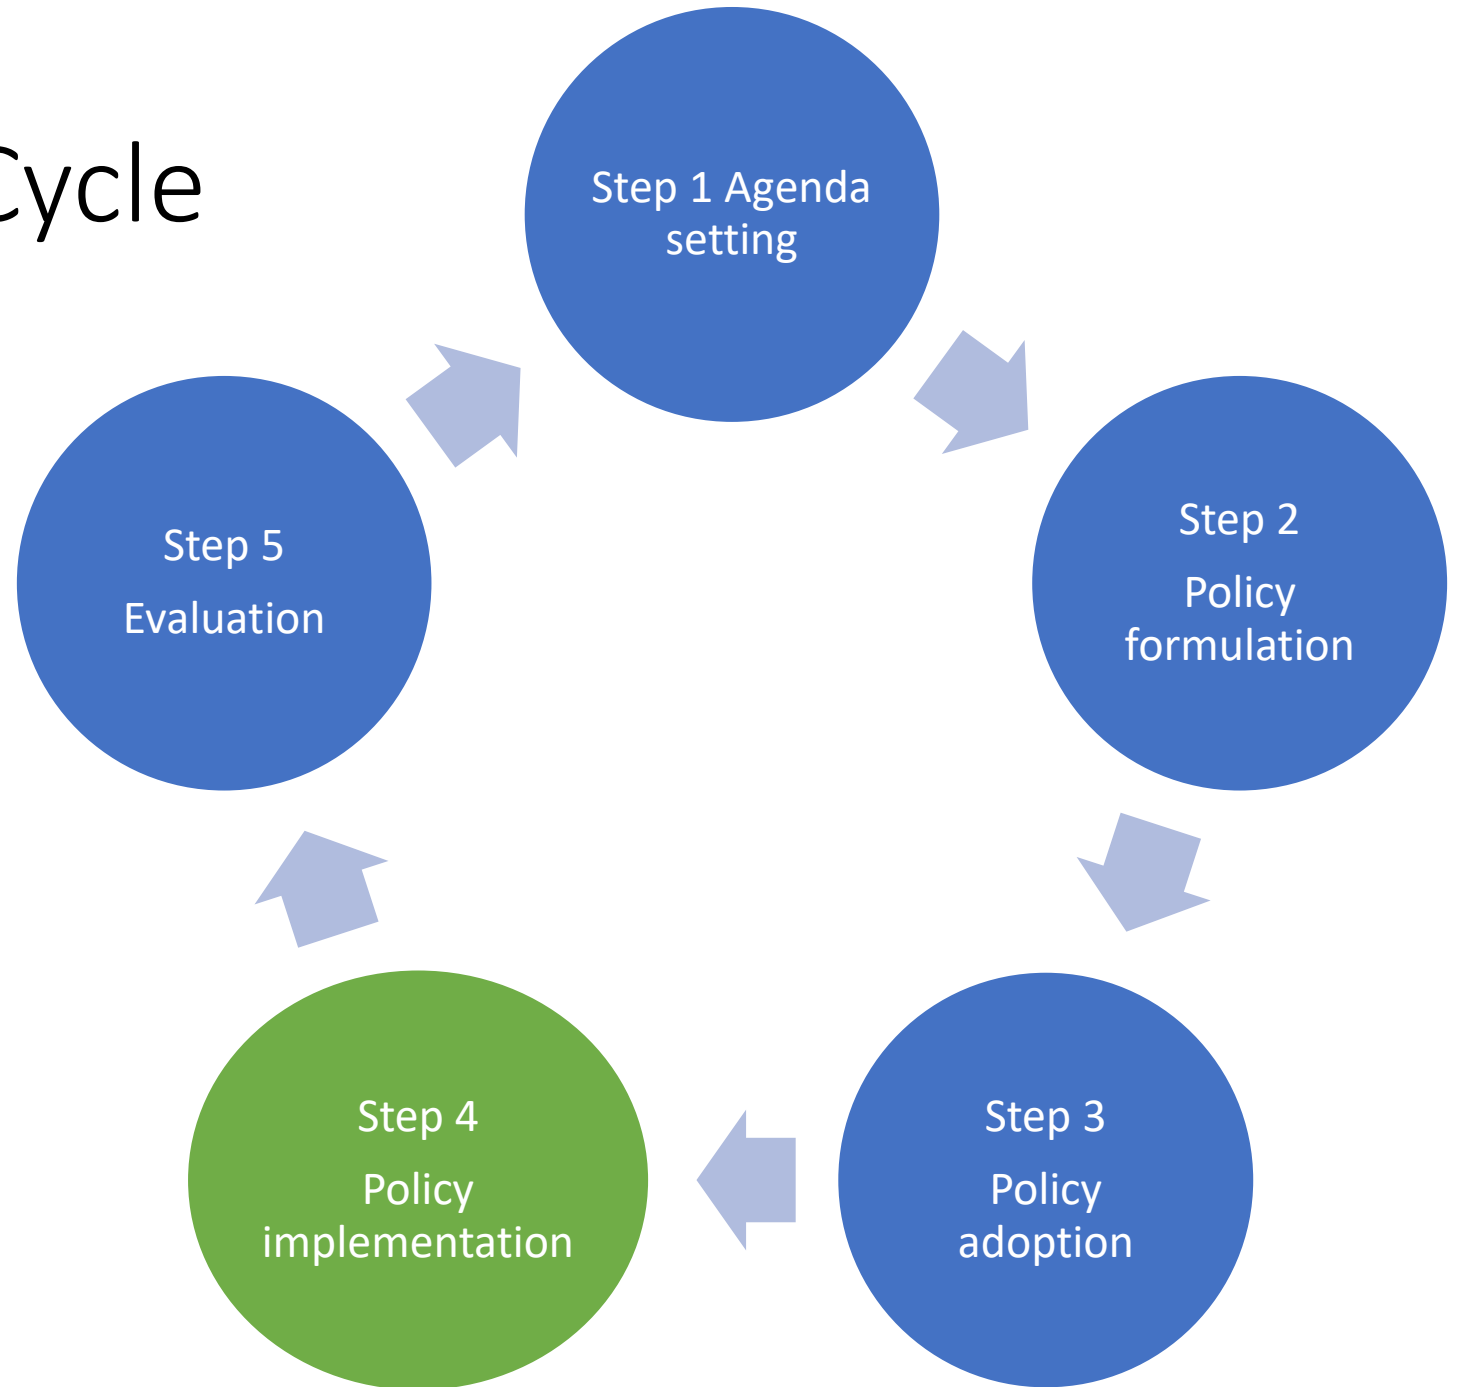 Cycle
Step 1 Agenda
setting
Step 2
Policy
formulation
Step 3
Policy
adoption
Step 4
Policy
implementation
Step 5
Evaluation